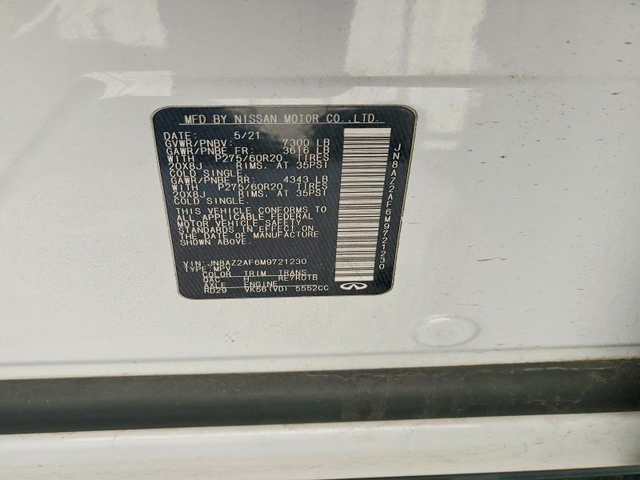 MFD BY NISSAN MOTOR CO.,LTD.
DATE: 5/21
GVWR/PNBV: 7300 LB
GAWR/PNBE FR: 3616 LB
WITH P275/60R20 TIRES
20X8J RIMS, AT 35PSI
COLD SINGLE.
GAWR/PNBE RR: 4343 LB
WITH P275/60R20 TIRES
20X8J RIMS, AT 35PSI
COLD SINGLE.
THIS VEHICLE CONFORMS TO
ALL APPLICABLE FEDERAL
MOTOR VEHICLE SAFETY
STANDARDS IN EFFECT ON
THE DATE OF MANUFACTURE
SHOWN ABOVE.
VIN: JN8AZ2AF6M9721230
TYPE: MPV
COLOR TRIM TRANS
QAC H RE7R01B
AXLE ENGINE
RD29 VK56(VD) 5552CC
JN8AZ2AF6M9721230